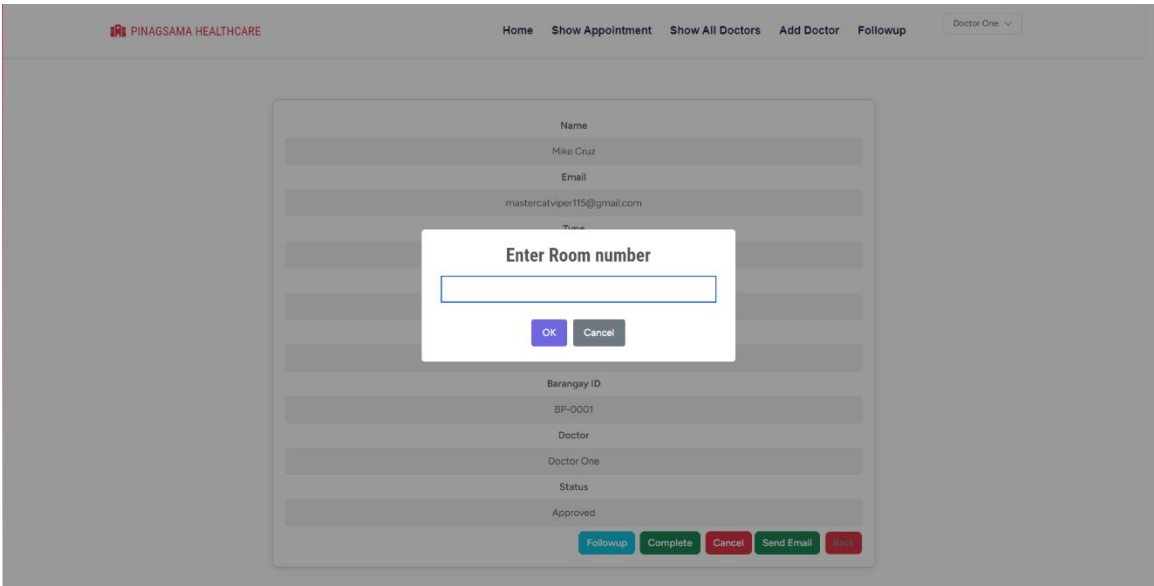 PINAGSAMA HEALTHCARE
Home Show Appointment Show All Doctors Add Doctor Followup
Doctor One
Name
Mike Cruz
Email
mastercatviper115@gmail.com
Type
Enter Room number
OK Cancel
Barangay ID
BP-0001
Doctor
Doctor One
Status
Approved
Followup Complete Cancel Send Email Back